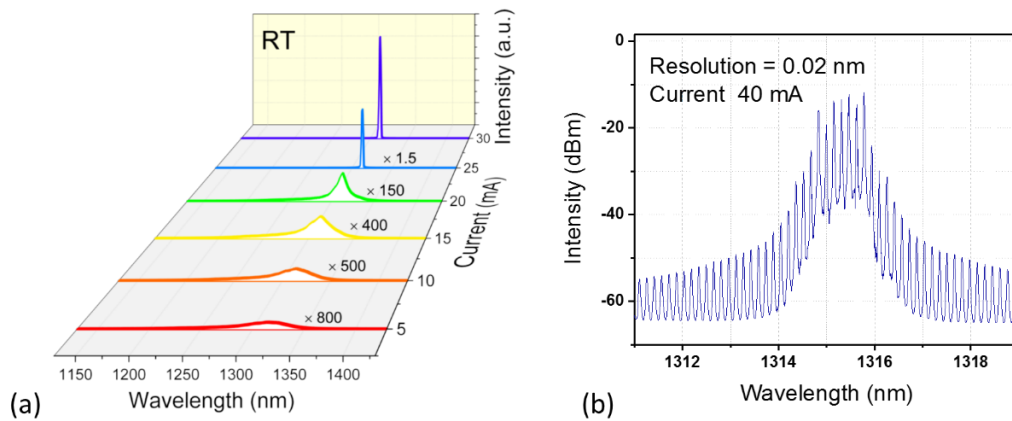 RT
Intensity (a.u.)
30
× 1.5
25
× 150
20
× 400
15
× 500
10
× 800
5
Current (mA)
1150 1200 1250 1300 1350 1400
Wavelength (nm)
(a)
0
Resolution = 0.02 nm
Current 40 mA
-20
-40
-60
Intensity (dBm)
1312 1314 1316 1318
Wavelength (nm)
(b)